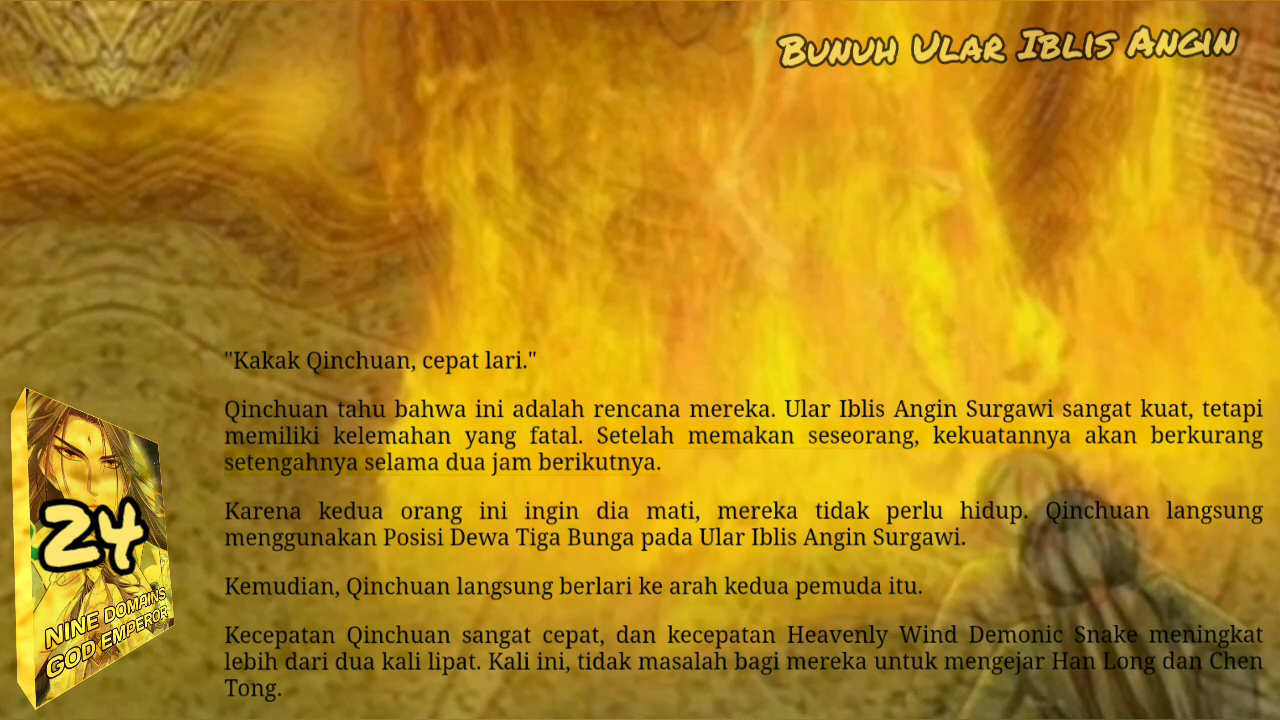 Bunuh Ular Iblis Angin
"Kakak Qinchuan, cepat lari."
Qinchuan tahu bahwa ini adalah rencana mereka. Ular Iblis Angin Surgawi sangat kuat, tetapi
memiliki kelemahan yang fatal. Setelah memakan seseorang, kekuatannya akan berkurang
setengahnya selama dua jam berikutnya.
Karena kedua orang ini ingin dia mati, mereka tidak perlu hidup. Qinchuan langsung
menggunakan Posisi Dewa Tiga Bunga pada Ular Iblis Angin Surgawi.
Kemudian, Qinchuan langsung berlari ke arah kedua pemuda itu.
Kecepatan Qinchuan sangat cepat, dan kecepatan Heavenly Wind Demonic Snake meningkat
lebih dari dua kali lipat. Kali ini, tidak masalah bagi mereka untuk mengejar Han Long dan Chen
Tong.
24
NINE DOMAINS
GOD EMPEROR